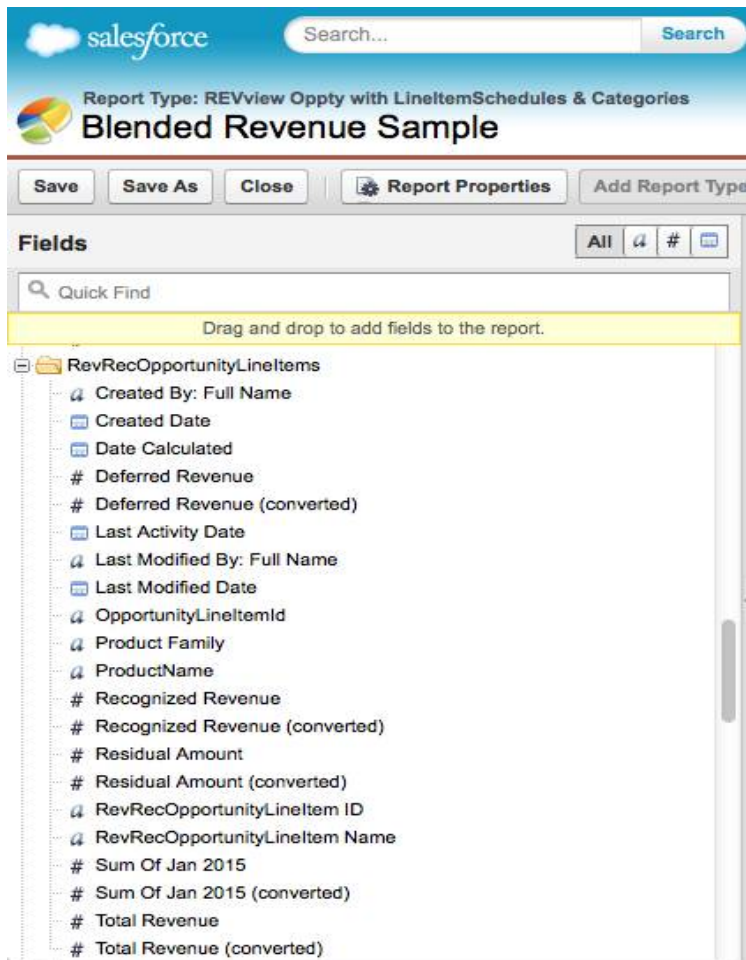 salesforce Search... Search
Report Type: REVview Oppty with LineItemSchedules & Categories
Blended Revenue Sample
Save Save As Close Report Properties Add Report Type
Fields All a #
Quick Find
Drag and drop to add fields to the report.
RevRecOpportunityLineItems
a Created By: Full Name
Created Date
Date Calculated
# Deferred Revenue
# Deferred Revenue (converted)
Last Activity Date
a Last Modified By: Full Name
Last Modified Date
a OpportunityLineItemId
a Product Family
a ProductName
# Recognized Revenue
# Recognized Revenue (converted)
# Residual Amount
# Residual Amount (converted)
a RevRecOpportunityLineItem ID
a RevRecOpportunityLineItem Name
# Sum Of Jan 2015
# Sum Of Jan 2015 (converted)
# Total Revenue
# Total Revenue (converted)